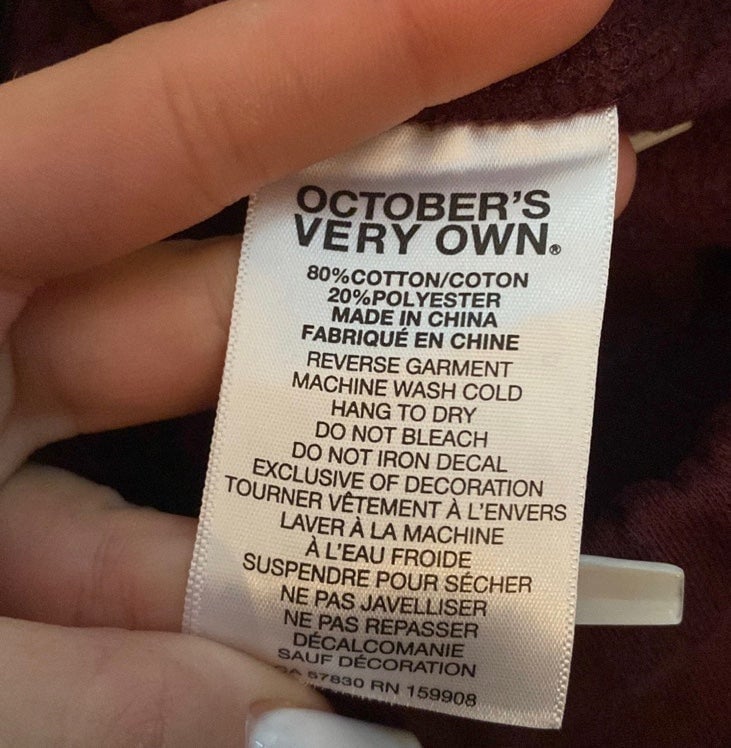 OCTOBER'S
VERY OWN®
80%COTTON/COTON
20%POLYESTER
MADE IN CHINA
FABRIQUÉ EN CHINE
REVERSE GARMENT
MACHINE WASH COLD
HANG TO DRY
DO NOT BLEACH
DO NOT IRON DECAL
EXCLUSIVE OF DECORATION
TOURNER VÊTEMENT À L'ENVERS
LAVER À LA MACHINE
À L'EAU FROIDE
SUSPENDRE POUR SÉCHER
NE PAS JAVELLISER
NE PAS REPASSER
DÉCALCOMANIE
SAUF DÉCORATION
57830 RN 159908